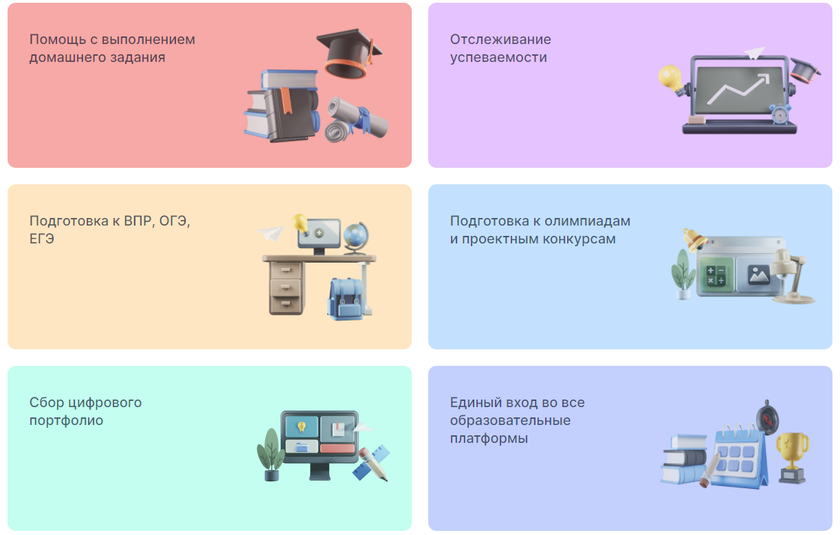 Помощь с выполнением
домашнего задания
Отслеживание
успеваемости
Подготовка к ВПР, ОГЭ,
ЕГЭ
Подготовка к олимпиадам
и проектным конкурсам
Сбор цифрового
портфолио
Единый вход во все
образовательные
платформы